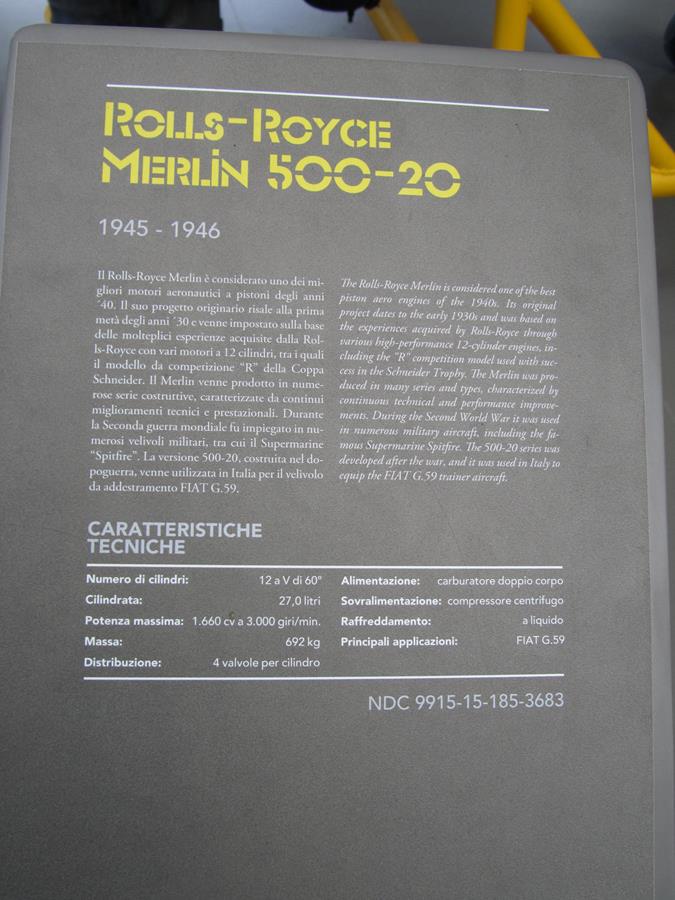 Rolls-Royce
Merlin 500-20
1945 - 1946
Il Rolls-Royce Merlin è considerato uno dei mi-
gliori motori aeronautici a pistoni degli anni
´40. Il suo progetto originario risale alla prima
metà degli anni ´30 e venne impostato sulla base
delle molteplici esperienze acquisite dalla Rol-
ls-Royce con vari motori a 12 cilindri, tra i quali
il modello da competizione “R” della Coppa
Schneider. Il Merlin venne prodotto in nume-
rose serie costruttive, caratterizzate da continui
miglioramenti tecnici e prestazionali. Durante
la Seconda guerra mondiale fu impiegato in nu-
merosi velivoli militari, tra cui il Supermarine
“Spitfire”. La versione 500-20, costruita nel do-
poguerra, venne utilizzata in Italia per il velivolo
da addestramento FIAT G.59.
The Rolls-Royce Merlin is considered one of the best
piston aero engines of the 1940s. Its original
project dates to the early 1930s and was based on
the experiences acquired by Rolls-Royce through
various high-performance 12-cylinder engines, in-
cluding the “R” competition model used with suc-
cess in the Schneider Trophy. The Merlin was pro-
duced in many series and types, characterized by
continuous technical and performance improve-
ments. During the Second World War it was used
in numerous military aircraft, including the fa-
mous Supermarine Spitfire. The 500-20 series was
developed after the war, and it was used in Italy to
equip the FIAT G.59 trainer aircraft.
CARATTERISTICHE
TECNICHE
Numero di cilindri: 12 a V di 60°
Cilindrata: 27,0 litri
Potenza massima: 1.660 cv a 3.000 giri/min.
Massa: 692 kg
Distribuzione: 4 valvole per cilindro
Alimentazione: carburatore doppio corpo
Sovralimentazione: compressore centrifugo
Raffreddamento: a liquido
Principali applicazioni: FIAT G.59
NDC 9915-15-185-3683